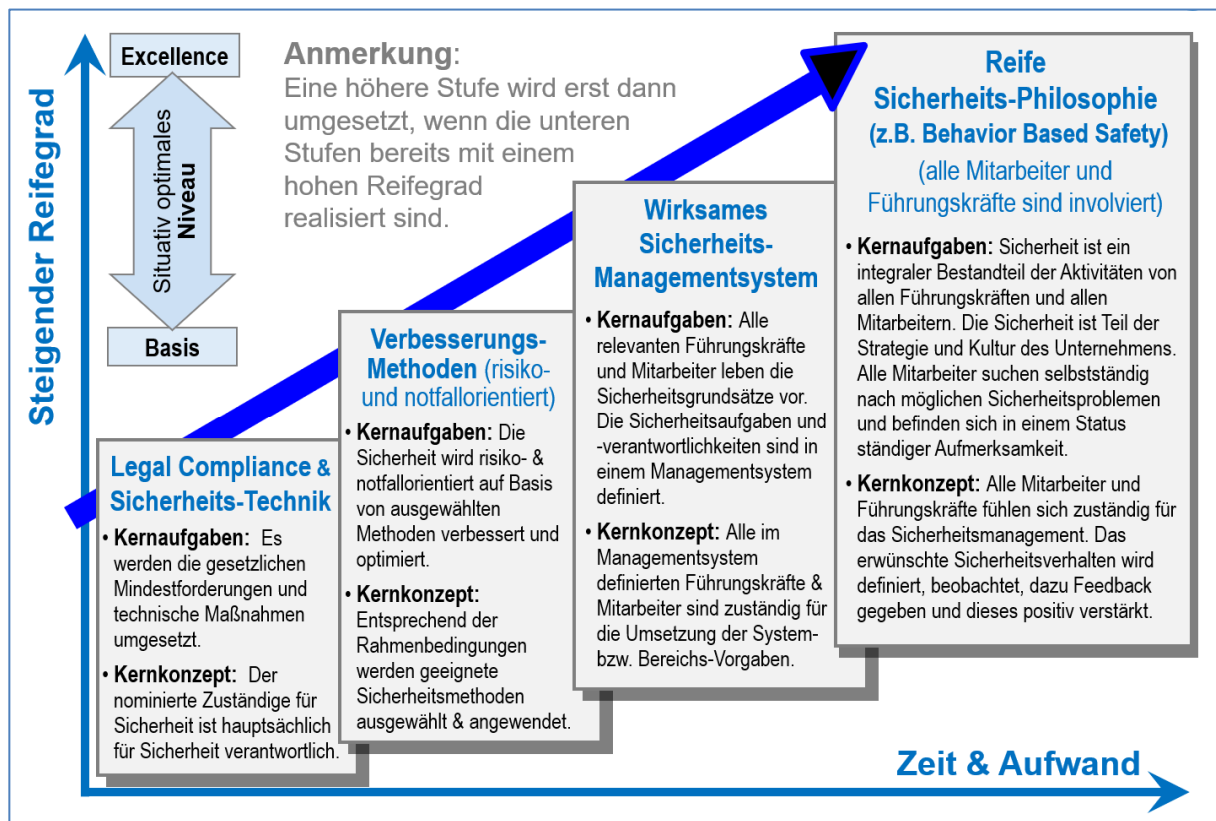 Steigender Reifegrad
Excellence
Situativ optimales
Niveau
Basis
Anmerkung:
Eine höhere Stufe wird erst dann
umgesetzt, wenn die unteren
Stufen bereits mit einem
hohen Reifegrad
realisiert sind.
Legal Compliance &
Sicherheits-Technik
• Kernaufgaben: Es
werden die gesetzlichen
Mindestforderungen und
technische Maßnahmen
umgesetzt.
• Kernkonzept: Der
nominierte Zuständige für
Sicherheit ist hauptsächlich
für Sicherheit verantwortlich.
Verbesserungs-
Methoden (risiko-
und notfallorientiert)
• Kernaufgaben: Die
Sicherheit wird risiko- &
notfallorientiert auf Basis
von ausgewählten
Methoden verbessert und
optimiert.
• Kernkonzept:
Entsprechend der
Rahmenbedingungen
werden geeignete
Sicherheitsmethoden
ausgewählt & angewendet.
Wirksames
Sicherheits-
Managementsystem
• Kernaufgaben: Alle
relevanten Führungskräfte
und Mitarbeiter leben die
Sicherheitsgrundsätze vor.
Die Sicherheitsaufgaben und
-verantwortlichkeiten sind in
einem Managementsystem
definiert.
• Kernkonzept: Alle im
Managementsystem
definierten Führungskräfte &
Mitarbeiter sind zuständig für
die Umsetzung der System-
bzw. Bereichs-Vorgaben.
Reife
Sicherheits-Philosophie
(z.B. Behavior Based Safety)
(alle Mitarbeiter und
Führungskräfte sind involviert)
• Kernaufgaben: Sicherheit ist ein
integraler Bestandteil der Aktivitäten von
allen Führungskräften und allen
Mitarbeitern. Die Sicherheit ist Teil der
Strategie und Kultur des Unternehmens.
Alle Mitarbeiter suchen selbstständig
nach möglichen Sicherheitsproblemen
und befinden sich in einem Status
ständiger Aufmerksamkeit.
• Kernkonzept: Alle Mitarbeiter und
Führungskräfte fühlen sich zuständig für
das Sicherheitsmanagement. Das
erwünschte Sicherheitsverhalten wird
definiert, beobachtet, dazu Feedback
gegeben und dieses positiv verstärkt.
Zeit & Aufwand